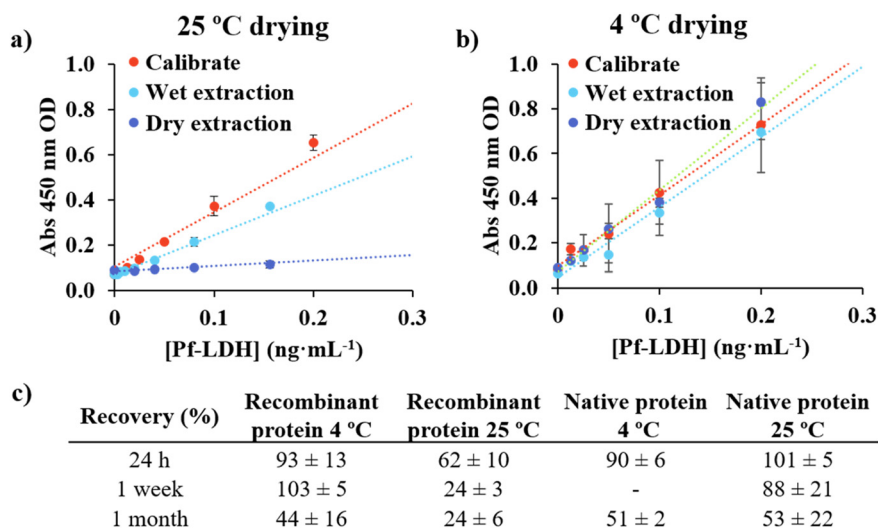 a)
25 ºC drying
Calibrate
Wet extraction
Dry extraction
1.0
0.8
0.6
0.4
0.2
0.0
Abs 450 nm OD
0
0.1
0.2
0.3
[Pf-LDH] (ng·mL⁻¹)
b)
4 ºC drying
Calibrate
Wet extraction
Dry extraction
1.0
0.8
0.6
0.4
0.2
0.0
Abs 450 nm OD
0
0.1
0.2
0.3
[Pf-LDH] (ng·mL⁻¹)
c)
Recovery (%) Recombinant protein 4 ºC Recombinant protein 25 ºC Native protein 4 ºC Native protein 25 ºC
24 h 93 ± 13 62 ± 10 90 ± 6 101 ± 5
1 week 103 ± 5 24 ± 3 - 88 ± 21
1 month 44 ± 16 24 ± 6 51 ± 2 53 ± 22